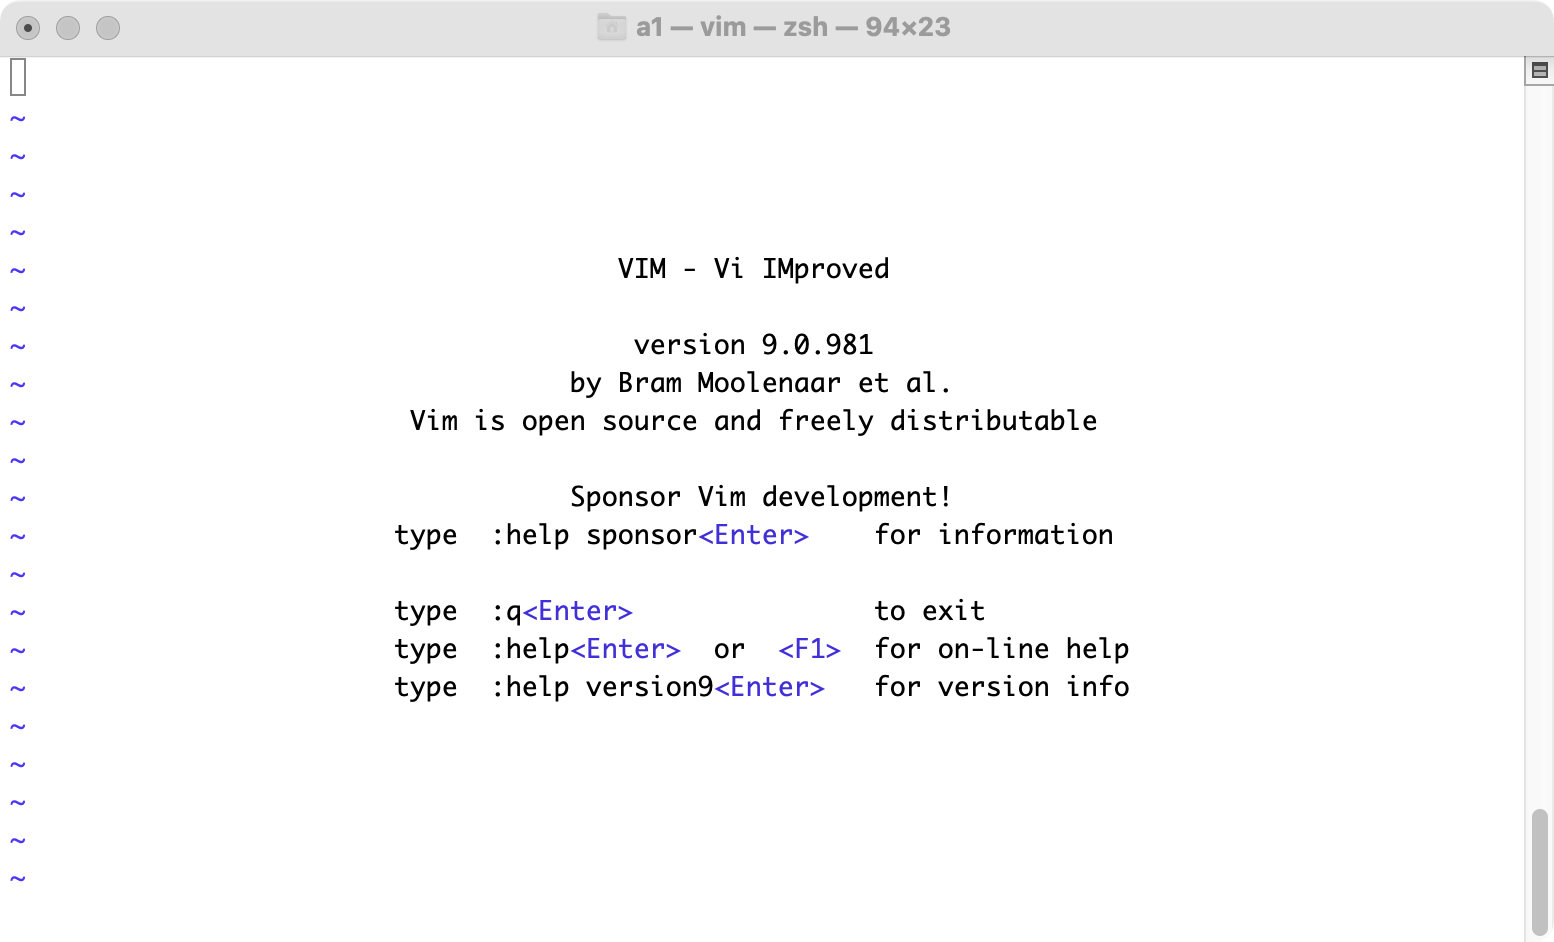 a1 — vim — zsh — 94×23
~
~
~
~
~ VIM - Vi IMproved
~
~ version 9.0.981
~ by Bram Moolenaar et al.
~ Vim is open source and freely distributable
~
~ Sponsor Vim development!
~ type  :help sponsor<Enter>    for information
~
~ type  :q<Enter>               to exit
~ type  :help<Enter>  or  <F1>  for on-line help
~ type  :help version9<Enter>   for version info
~
~
~
~
~